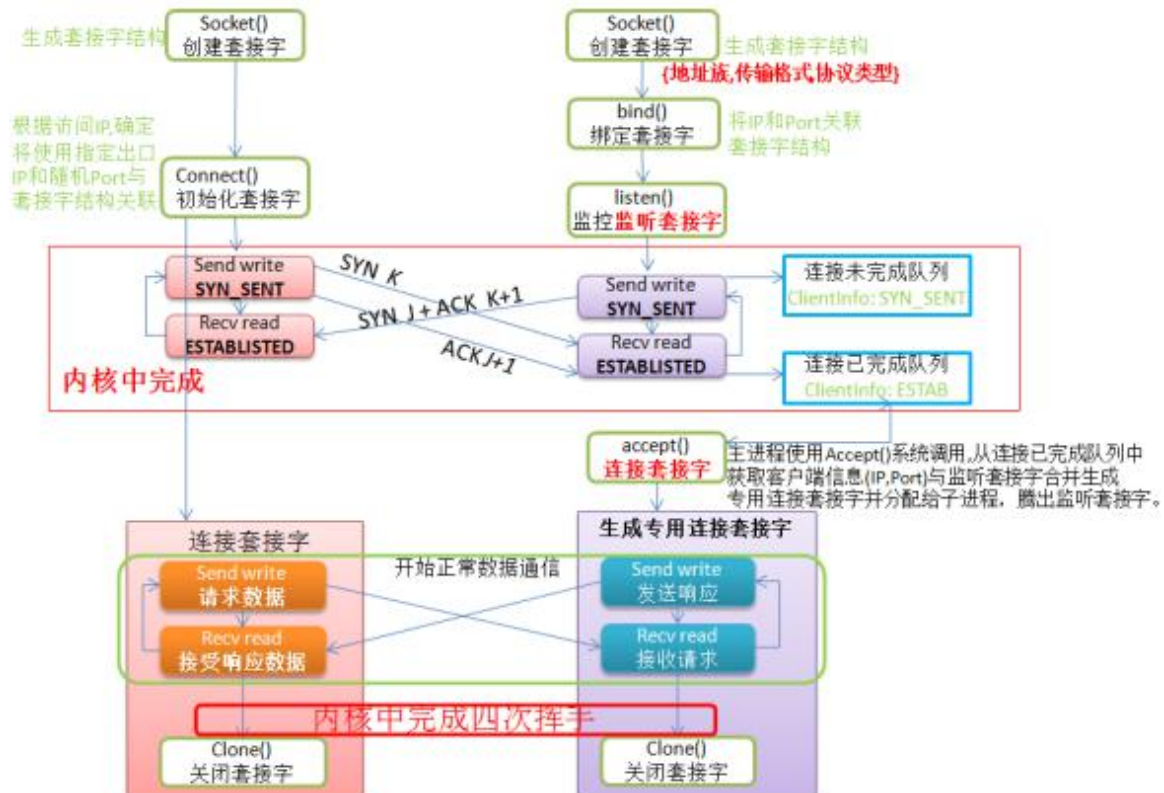 Socket()
创建套接字
生成套接字结构
Socket()
创建套接字
生成套接字结构
{地址族,传输格式,协议类型}
bind()
绑定套接字
将IP和Port关联
套接字结构
根据访问IP,确定
将使用指定出口
IP和随机Port与
套接字结构关联
Connect()
初始化套接字
listen()
监控监听套接字
Send write
SYN_SENT
Recv read
ESTABLISTED
SYN K
SYN J + ACK K+1
ACK J+1
Send write
SYN_SENT
Recv read
ESTABLISTED
连接未完成队列
ClientInfo: SYN_SENT
连接已完成队列
ClientInfo: ESTAB
内核中完成
accept()
连接套接字
主进程使用Accept()系统调用,从连接已完成队列中
获取客户端信息(IP,Port)与监听套接字合并生成
专用连接套接字并分配给子进程，腾出监听套接字。
连接套接字
生成专用连接套接字
Send write
请求数据
Recv read
接受响应数据
开始正常数据通信
Send write
发送响应
Recv read
接收请求
内核中完成四次挥手
Clone()
关闭套接字
Clone()
关闭套接字